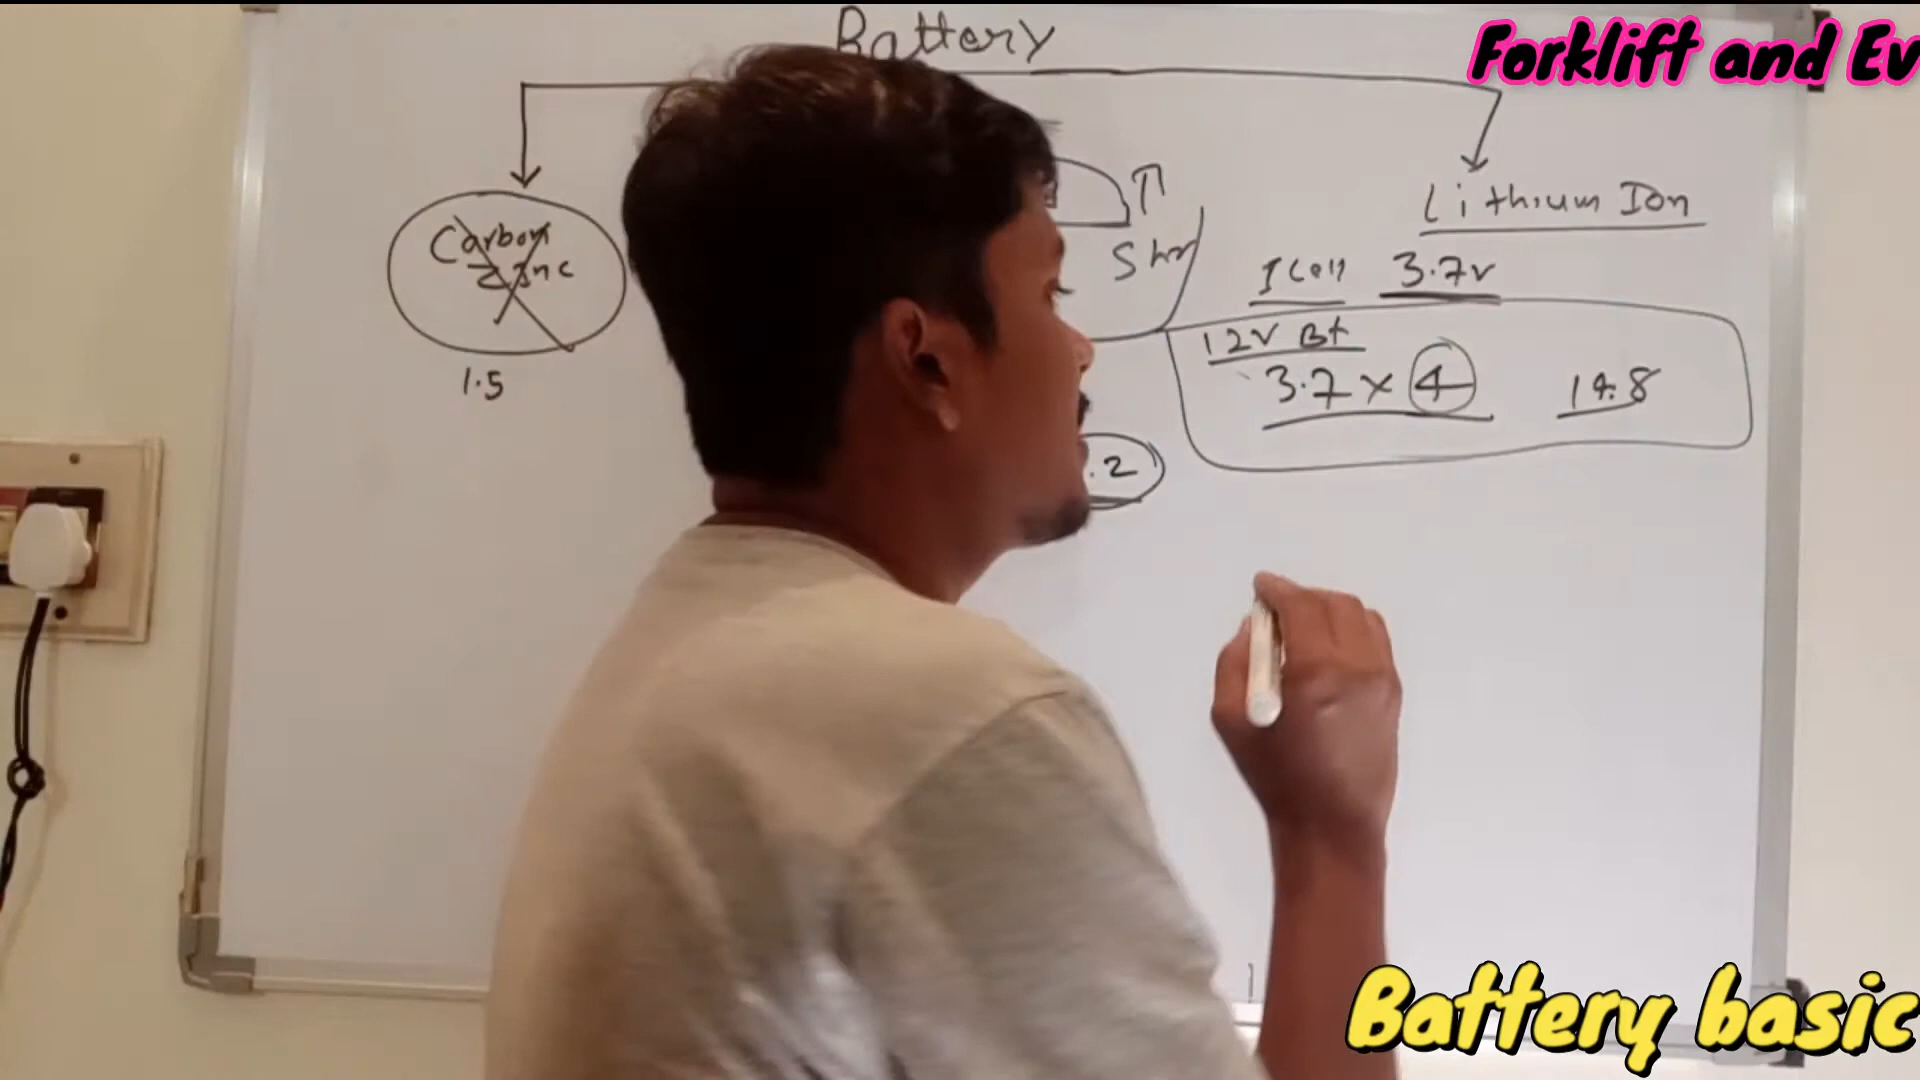 Battery
Forklift and Ev
Carbon
Zinc
1.5
Lithium Ion
1 Cell 3.7v
12V Bt
3.7 x 4 14.8
.2
Battery basic